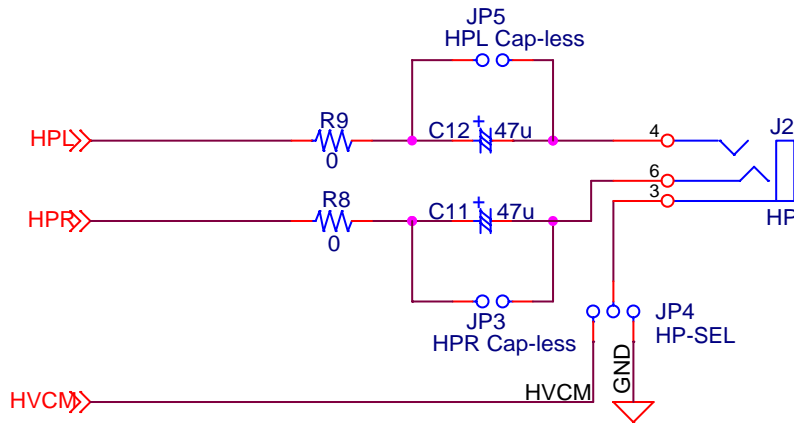 JP5
HPL Cap-less
HPL
R9
0
C12
+
47u
4
J2
6
3
HP
HPR
R8
0
C11
+
47u
JP3
HPR Cap-less
JP4
HP-SEL
HVCM
HVCM
GND